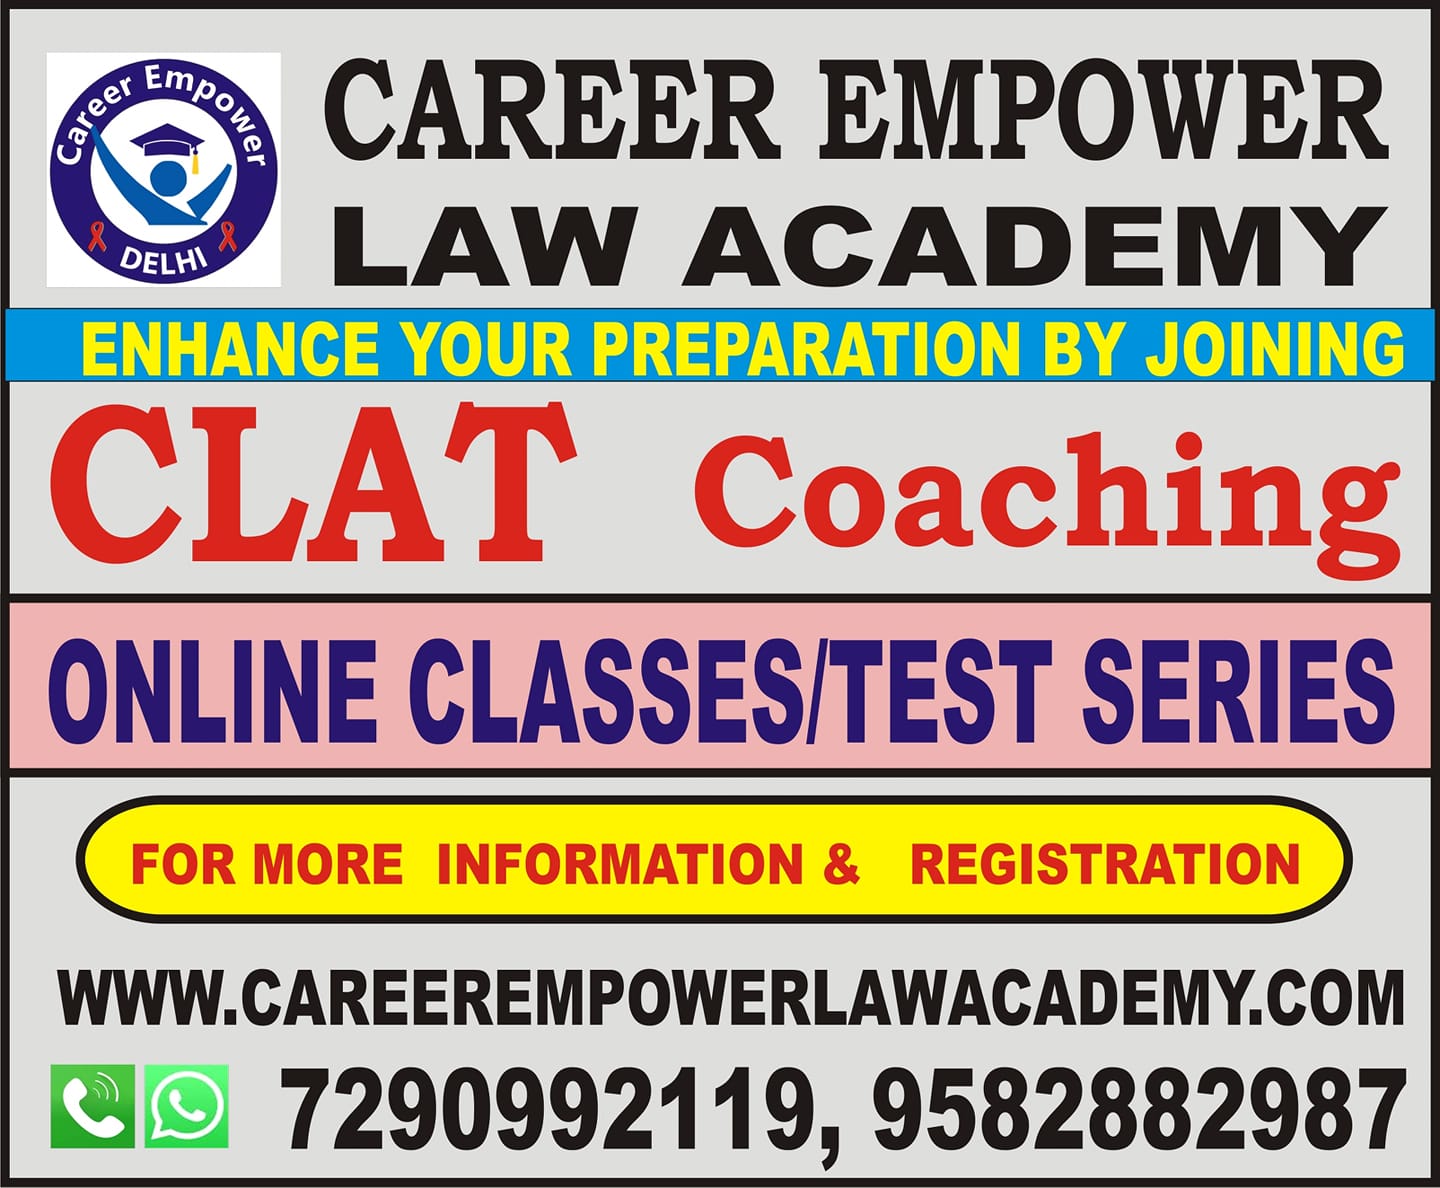 Career Empower
DELHI
CAREER EMPOWER
LAW ACADEMY
ENHANCE YOUR PREPARATION BY JOINING
CLAT Coaching
ONLINE CLASSES/TEST SERIES
FOR MORE INFORMATION & REGISTRATION
WWW.CAREEREMPOWERLAWACADEMY.COM
7290992119, 9582882987